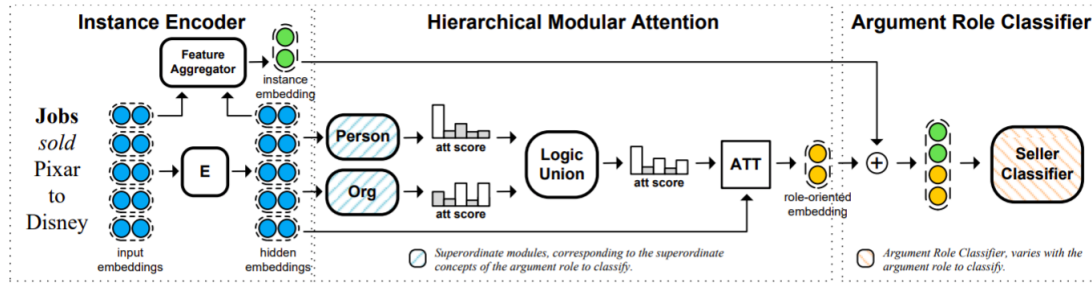 Instance Encoder
Hierarchical Modular Attention
Argument Role Classifier
Feature
Aggregator
instance
embedding
Jobs
sold
Pixar
to
Disney
E
input
embeddings
hidden
embeddings
Person
Org
att score
att score
Logic
Union
att score
ATT
role-oriented
embedding
+
Seller
Classifier
Superordinate modules, corresponding to the superordinate
concepts of the argument role to classify.
Argument Role Classifier, varies with the
argument role to classify.